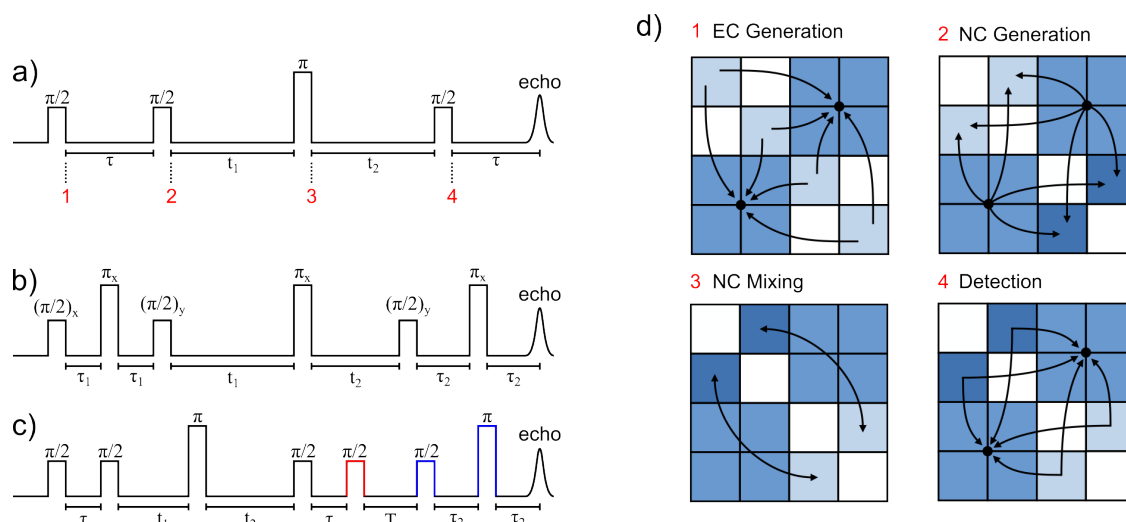 a)
π/2 π/2 π π/2 echo
τ t₁ t₂ τ
1 2 3 4
b)
(π/2)ₓ πₓ (π/2)y πₓ (π/2)y πₓ echo
τ₁ τ₁ t₁ t₂ τ₂ τ₂
c)
π/2 π/2 π π/2 π/2 π/2 π echo
τ t₁ t₂ τ T τ₂ τ₂
d)
1 EC Generation
2 NC Generation
3 NC Mixing
4 Detection